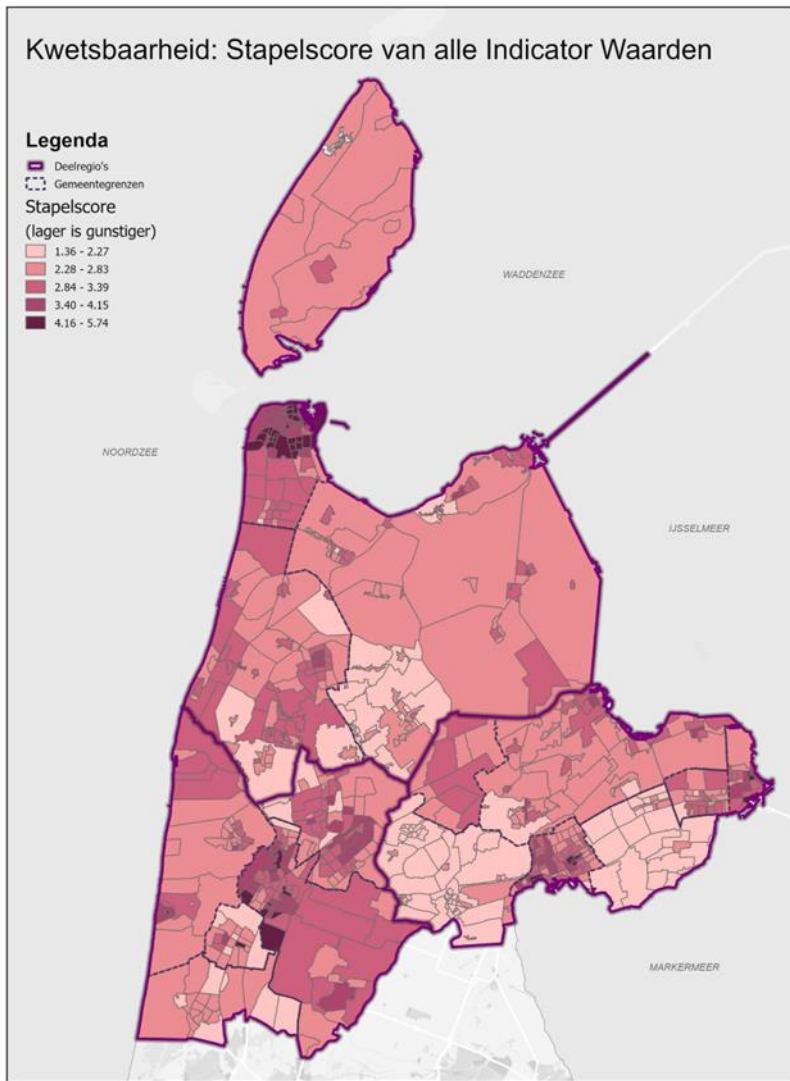 Kwetsbaarheid: Stapelscore van alle Indicator Waarden
Legenda
Deelregio's
Gemeentegrenzen
Stapelscore
(lager is gunstiger)
1.36 - 2.27
2.28 - 2.83
2.84 - 3.39
3.40 - 4.15
4.16 - 5.74
WADDENZEE
NOORDZEE
IJSSELMEER
MARKERMEER